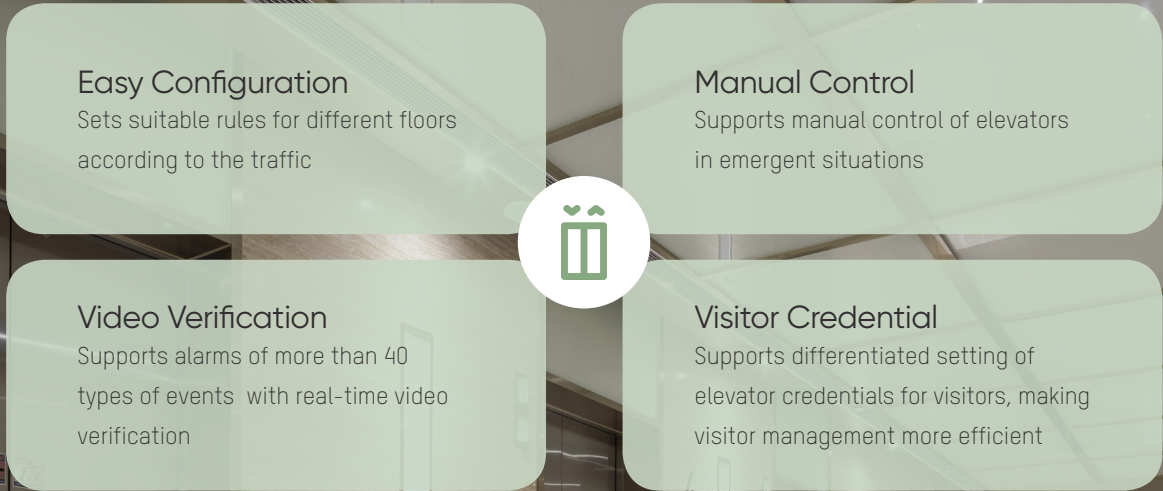 Easy Configuration
Sets suitable rules for different floors
according to the traffic
Manual Control
Supports manual control of elevators
in emergent situations
Video Verification
Supports alarms of more than 40
types of events  with real-time video
verification
Visitor Credential
Supports differentiated setting of
elevator credentials for visitors, making
visitor management more efficient